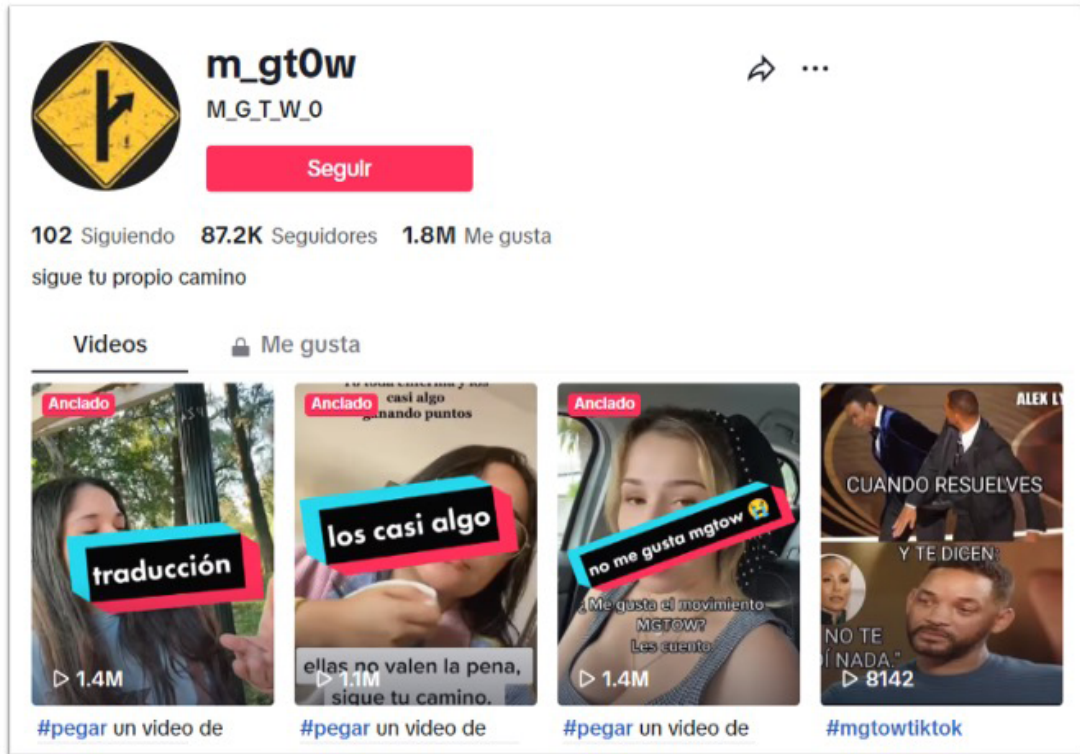 m_gt0w
M_G_T_W_O
Seguir
102 Siguiendo 87.2K Seguidores 1.8M Me gusta
sigue tu propio camino
Videos
Me gusta
Anclado
traducción
1.4M
#pegar un video de
Anclado
casi algo
ganando puntos
los casi algo
ellas no valen la pena,
sigue tu camino.
1.1M
#pegar un video de
Anclado
no me gusta mgtow 😭
¿Me gusta el movimiento
MGTOW?
Les cuento
1.4M
#pegar un video de
ALEX
CUANDO RESUELVES
Y TE DICEN:
NO TE
NADA."
8142
#mgtowtiktok